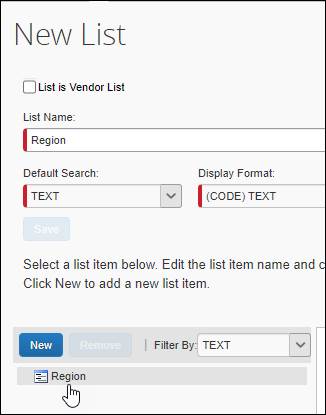 New List
List is Vendor List
List Name:
Region
Default Search: Display Format:
TEXT (CODE) TEXT
Save
Select a list item below. Edit the list item name and c
Click New to add a new list item.
New Remove | Filter By: TEXT
Region